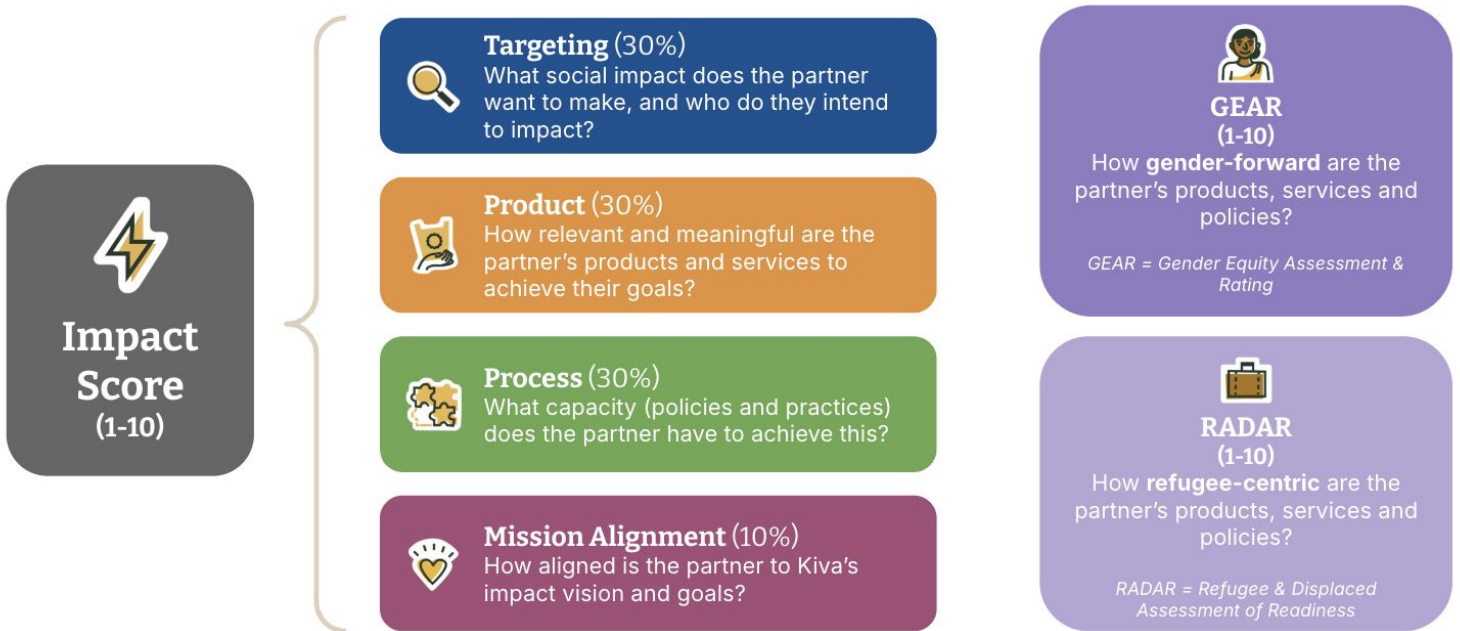 Impact
Score
(1-10)
Targeting (30%)
What social impact does the partner
want to make, and who do they intend
to impact?
Product (30%)
How relevant and meaningful are the
partner’s products and services to
achieve their goals?
Process (30%)
What capacity (policies and practices)
does the partner have to achieve this?
Mission Alignment (10%)
How aligned is the partner to Kiva’s
impact vision and goals?
GEAR
(1-10)
How gender-forward are the
partner’s products, services and
policies?
GEAR = Gender Equity Assessment &
Rating
RADAR
(1-10)
How refugee-centric are the
partner’s products, services and
policies?
RADAR = Refugee & Displaced
Assessment of Readiness